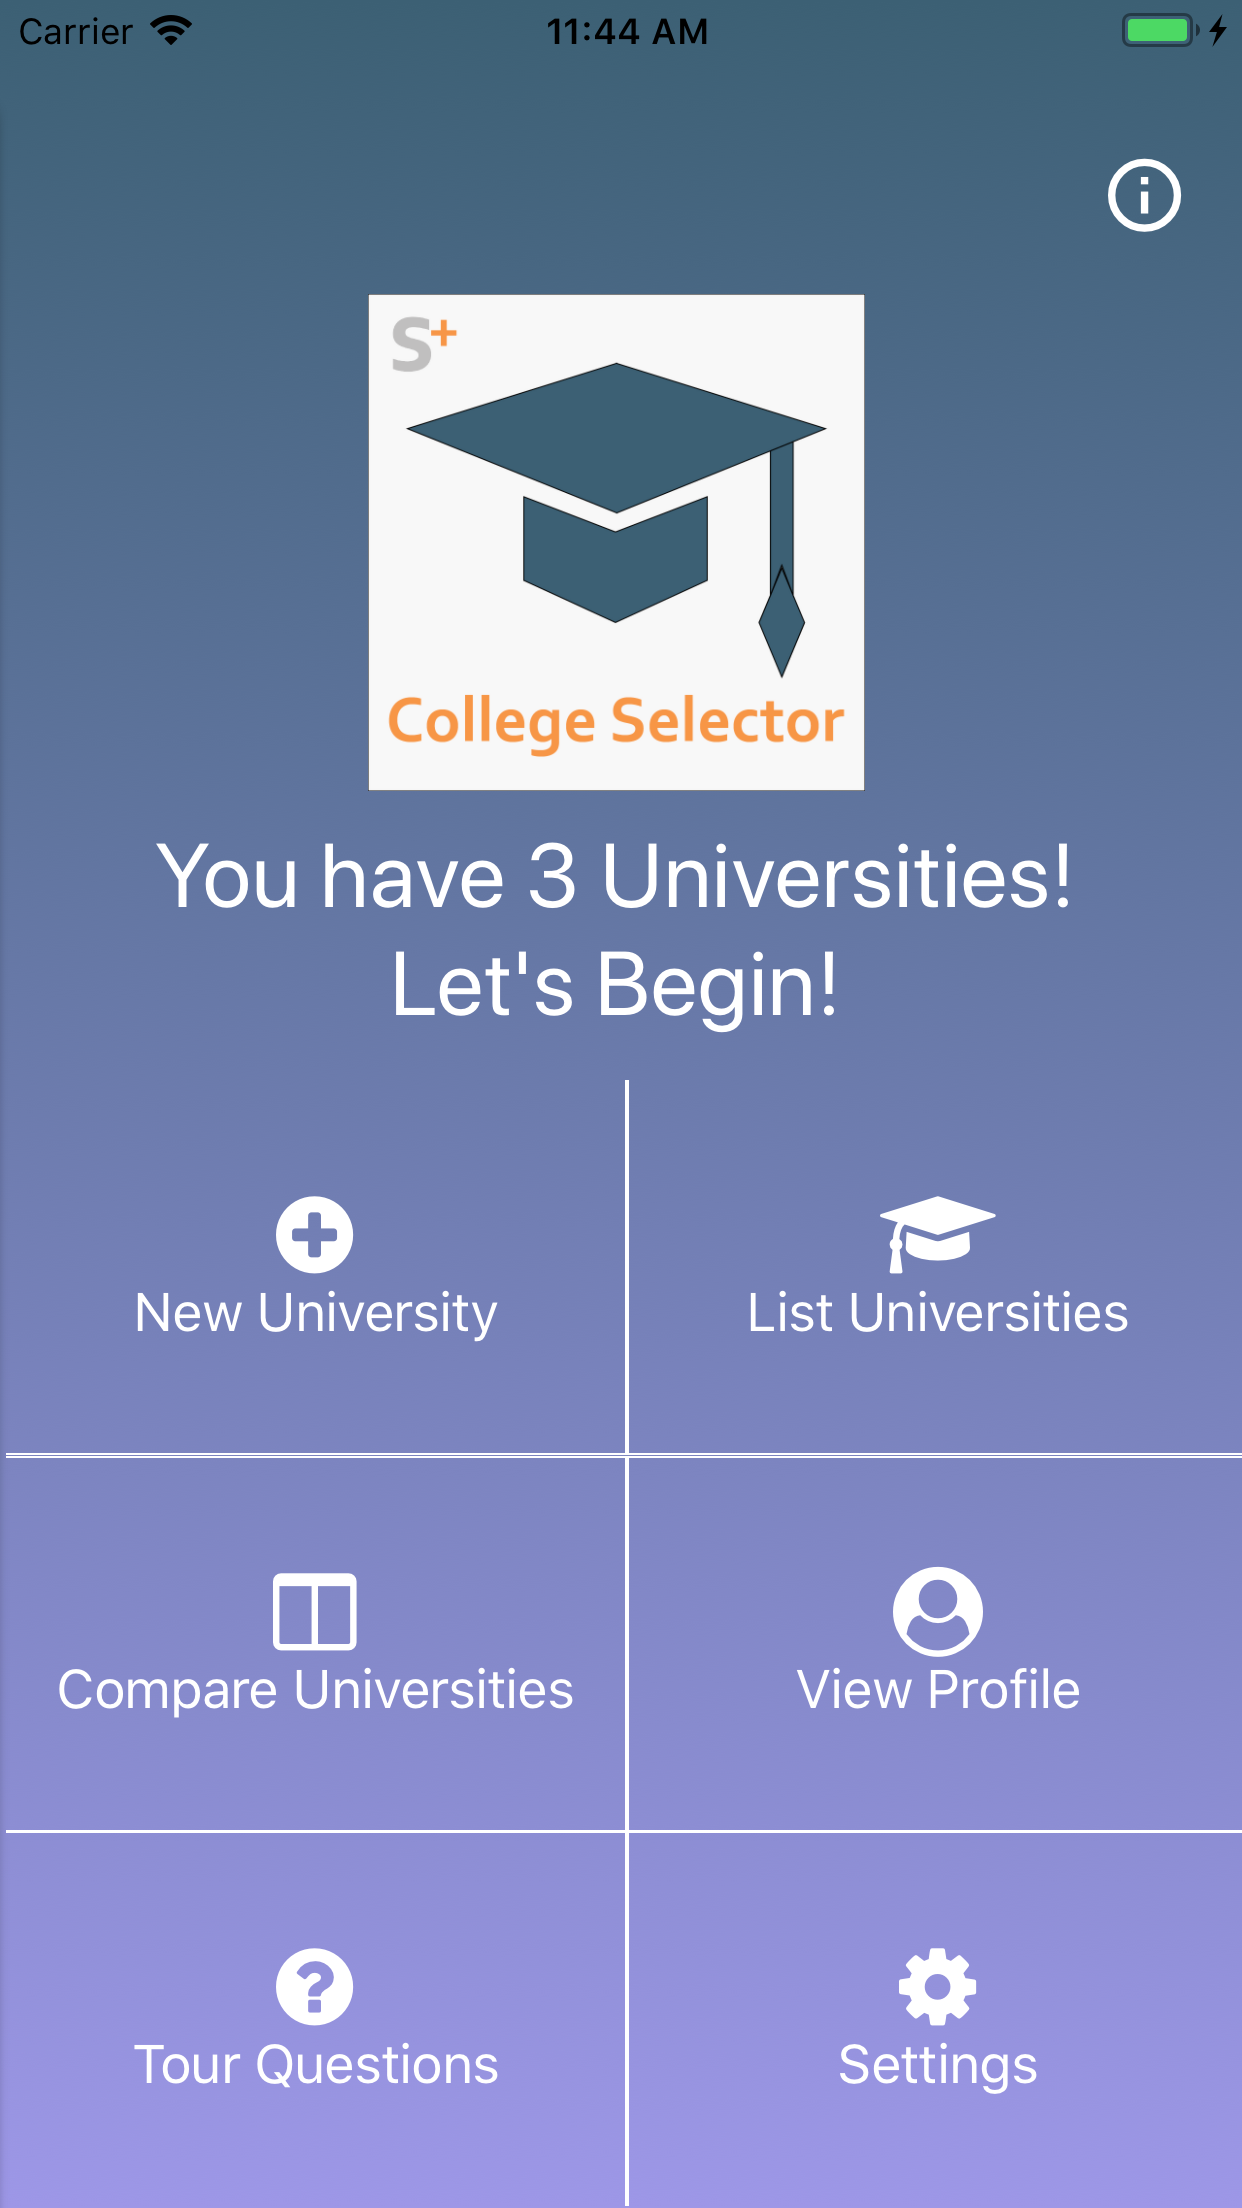 Carrier 11:44 AM
S+
College Selector
You have 3 Universities!
Let's Begin!
New University
List Universities
Compare Universities
View Profile
Tour Questions
Settings